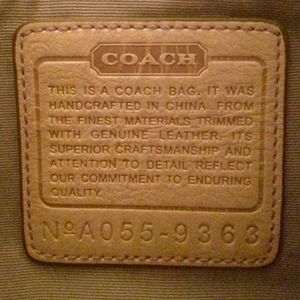 COACH
THIS IS A COACH BAG. IT WAS
HANDCRAFTED IN CHINA. FROM
THE FINEST MATERIALS TRIMMED
WITH GENUINE LEATHER. ITS
SUPERIOR CRAFTSMANSHIP AND
ATTENTION TO DETAIL REFLECT
OUR COMMITMENT TO ENDURING
QUALITY.
NºA055-9363